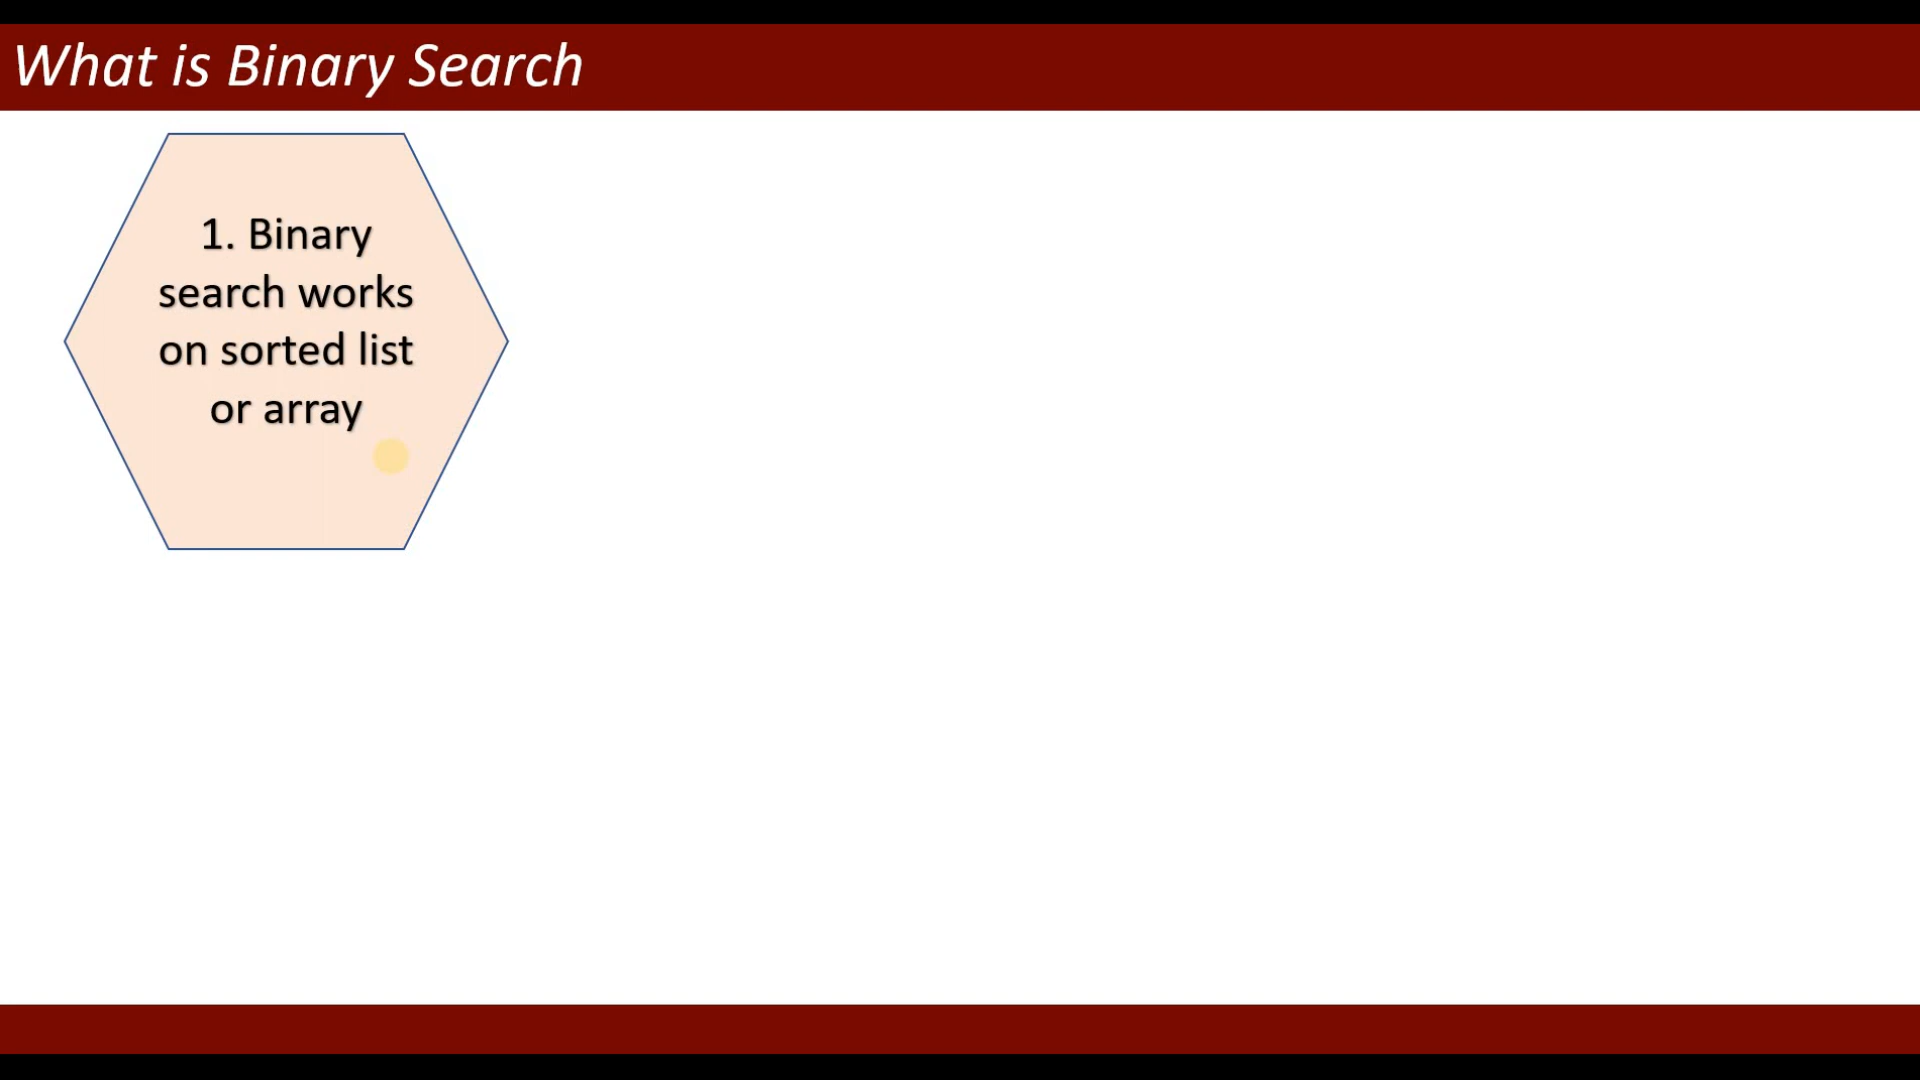 What is Binary Search
1. Binary
search works
on sorted list
or array